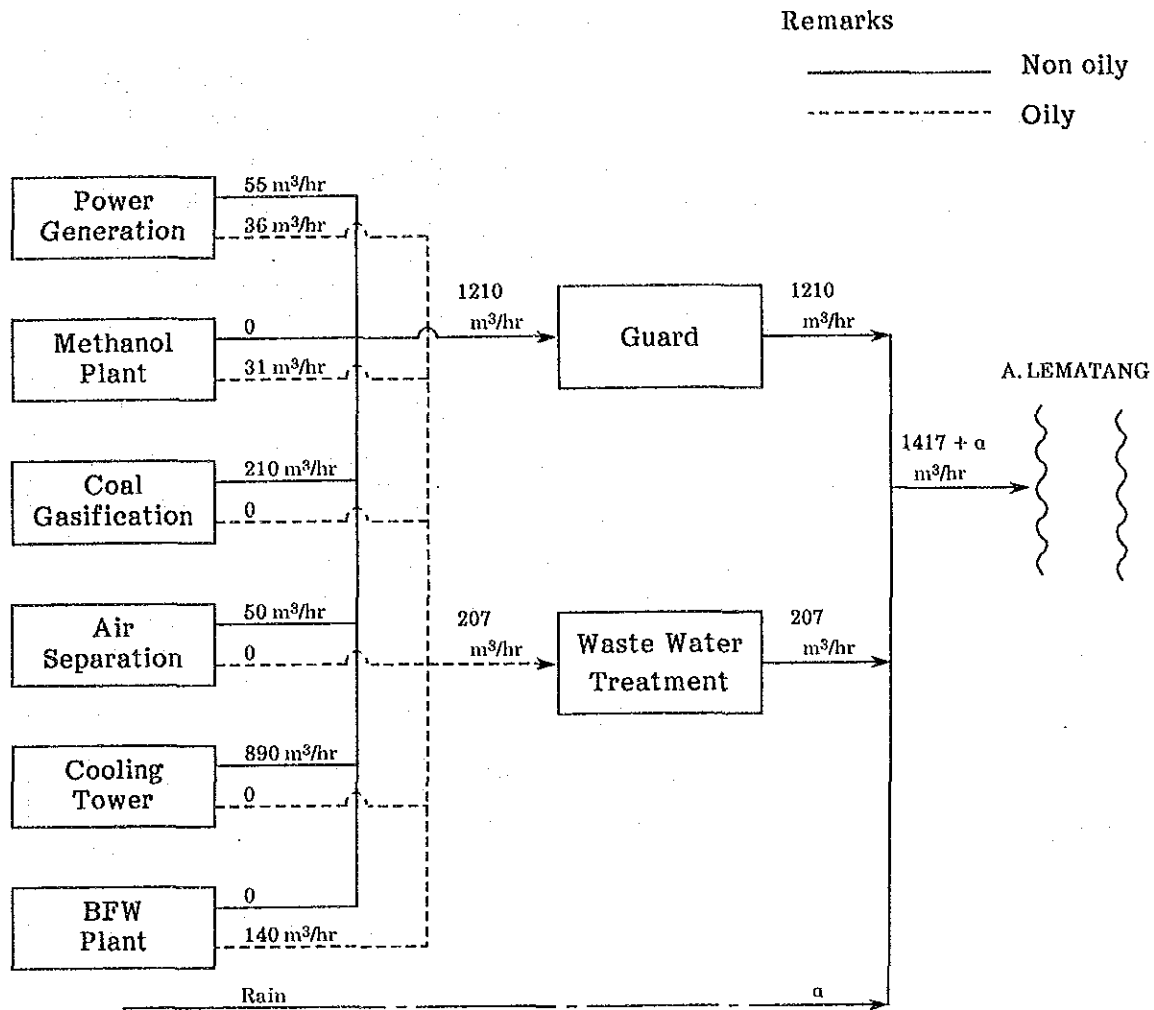 Remarks
Non oily
Oily
Power
Generation
55 m³/hr
36 m³/hr
Methanol
Plant
0
31 m³/hr
1210
m³/hr
Guard
1210
m³/hr
A. LEMATANG
Coal
Gasification
210 m³/hr
0
1417 + α
m³/hr
Air
Separation
50 m³/hr
0
207
m³/hr
Waste Water
Treatment
207
m³/hr
Cooling
Tower
890 m³/hr
0
BFW
Plant
0
140 m³/hr
Rain
α